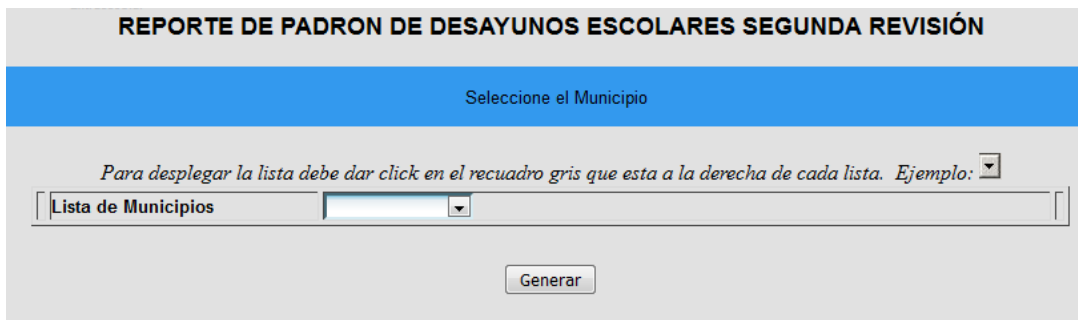 REPORTE DE PADRON DE DESAYUNOS ESCOLARES SEGUNDA REVISIÓN
Seleccione el Municipio
Para desplegar la lista debe dar click en el recuadro gris que esta a la derecha de cada lista. Ejemplo:
Lista de Municipios
Generar